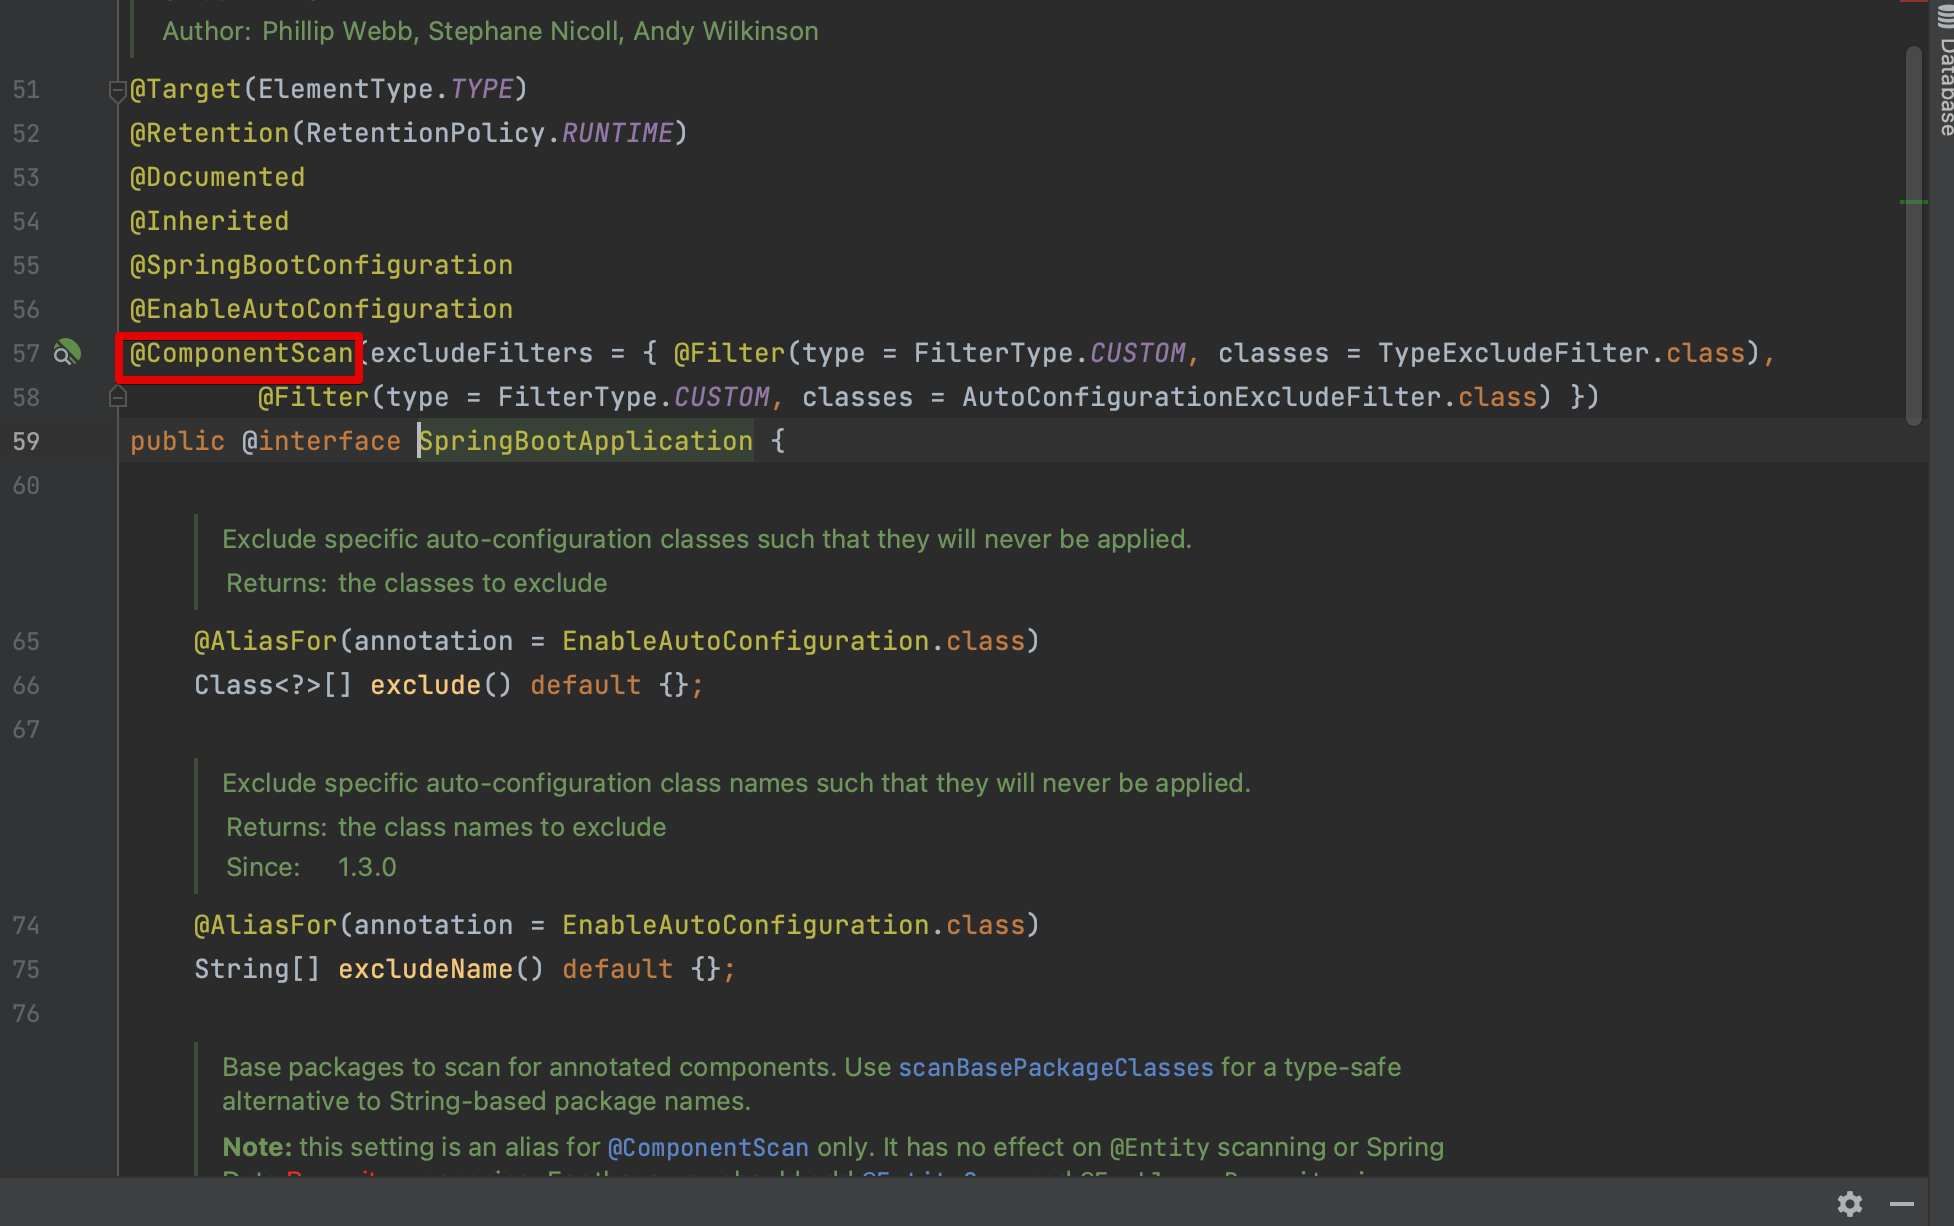 Author: Phillip Webb, Stephane Nicoll, Andy Wilkinson
51 @Target(ElementType.TYPE)
52 @Retention(RetentionPolicy.RUNTIME)
53 @Documented
54 @Inherited
55 @SpringBootConfiguration
56 @EnableAutoConfiguration
57 @ComponentScan(excludeFilters = { @Filter(type = FilterType.CUSTOM, classes = TypeExcludeFilter.class),
58 @Filter(type = FilterType.CUSTOM, classes = AutoConfigurationExcludeFilter.class) })
59 public @interface SpringBootApplication {
60
Exclude specific auto-configuration classes such that they will never be applied.
Returns: the classes to exclude
65 @AliasFor(annotation = EnableAutoConfiguration.class)
66 Class<?>[] exclude() default {};
67
Exclude specific auto-configuration class names such that they will never be applied.
Returns: the class names to exclude
Since: 1.3.0
74 @AliasFor(annotation = EnableAutoConfiguration.class)
75 String[] excludeName() default {};
76
Base packages to scan for annotated components. Use scanBasePackageClasses for a type-safe
alternative to String-based package names.
Note: this setting is an alias for @ComponentScan only. It has no effect on @Entity scanning or Spring
Database